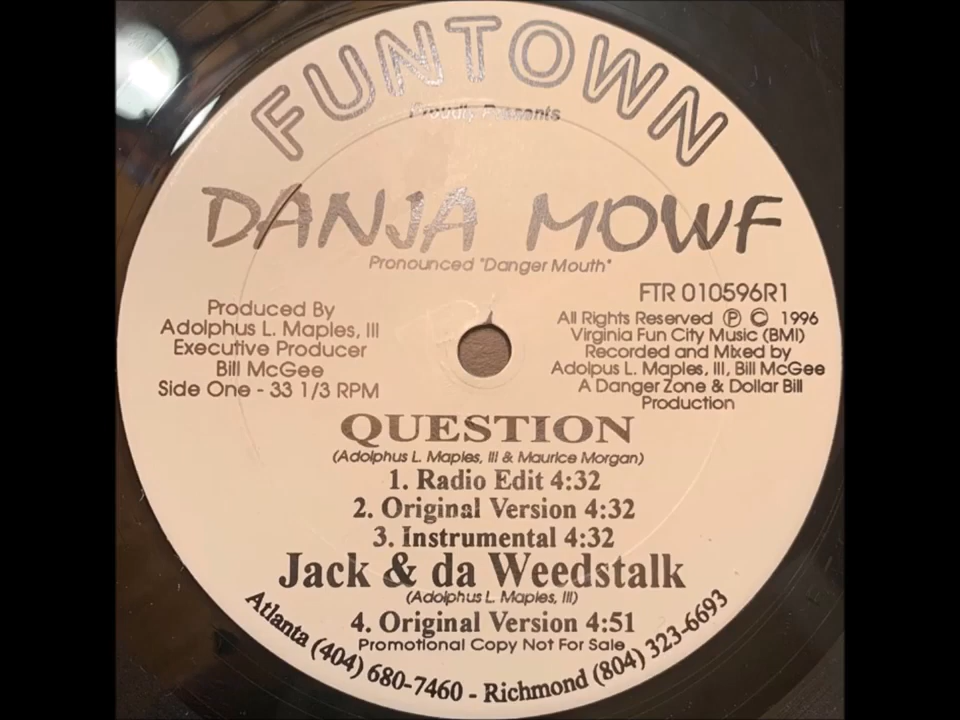 FUNTOWN
Proudly Presents
DANJA MOWF
Pronounced "Danger Mouth"
Produced By
Adolphus L. Maples, III
Executive Producer
Bill McGee
Side One - 33 1/3 RPM
FTR 010596R1
All Rights Reserved Ⓟ © 1996
Virginia Fun City Music (BMI)
Recorded and Mixed by
Adolpus L. Maples, III, Bill McGee
A Danger Zone & Dollar Bill
Production
QUESTION
(Adolphus L. Maples, III & Maurice Morgan)
1. Radio Edit 4:32
2. Original Version 4:32
3. Instrumental 4:32
Jack & da Weedstalk
(Adolphus L. Maples, III)
4. Original Version 4:51
Promotional Copy Not For Sale
Atlanta (404) 680-7460 - Richmond (804) 323-6693